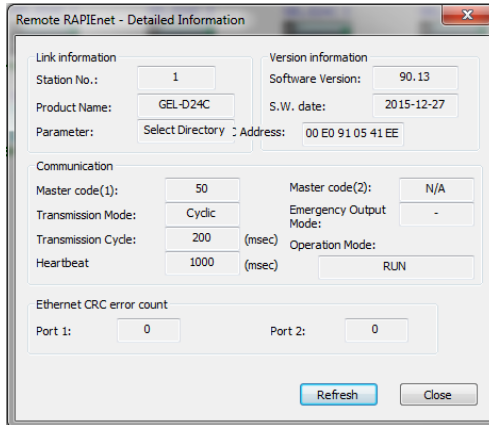 Remote RAPIEnet - Detailed Information
Link information
Station No.: 1
Product Name: GEL-D24C
Parameter: Select Directory
Version information
Software Version: 90.13
S.W. date: 2015-12-27
C Address: 00 E0 91 05 41 EE
Communication
Master code(1): 50
Master code(2): N/A
Transmission Mode: Cyclic
Emergency Output
Mode: -
Transmission Cycle: 200 (msec)
Operation Mode:
Heartbeat 1000 (msec)
RUN
Ethernet CRC error count
Port 1: 0
Port 2: 0
Refresh
Close